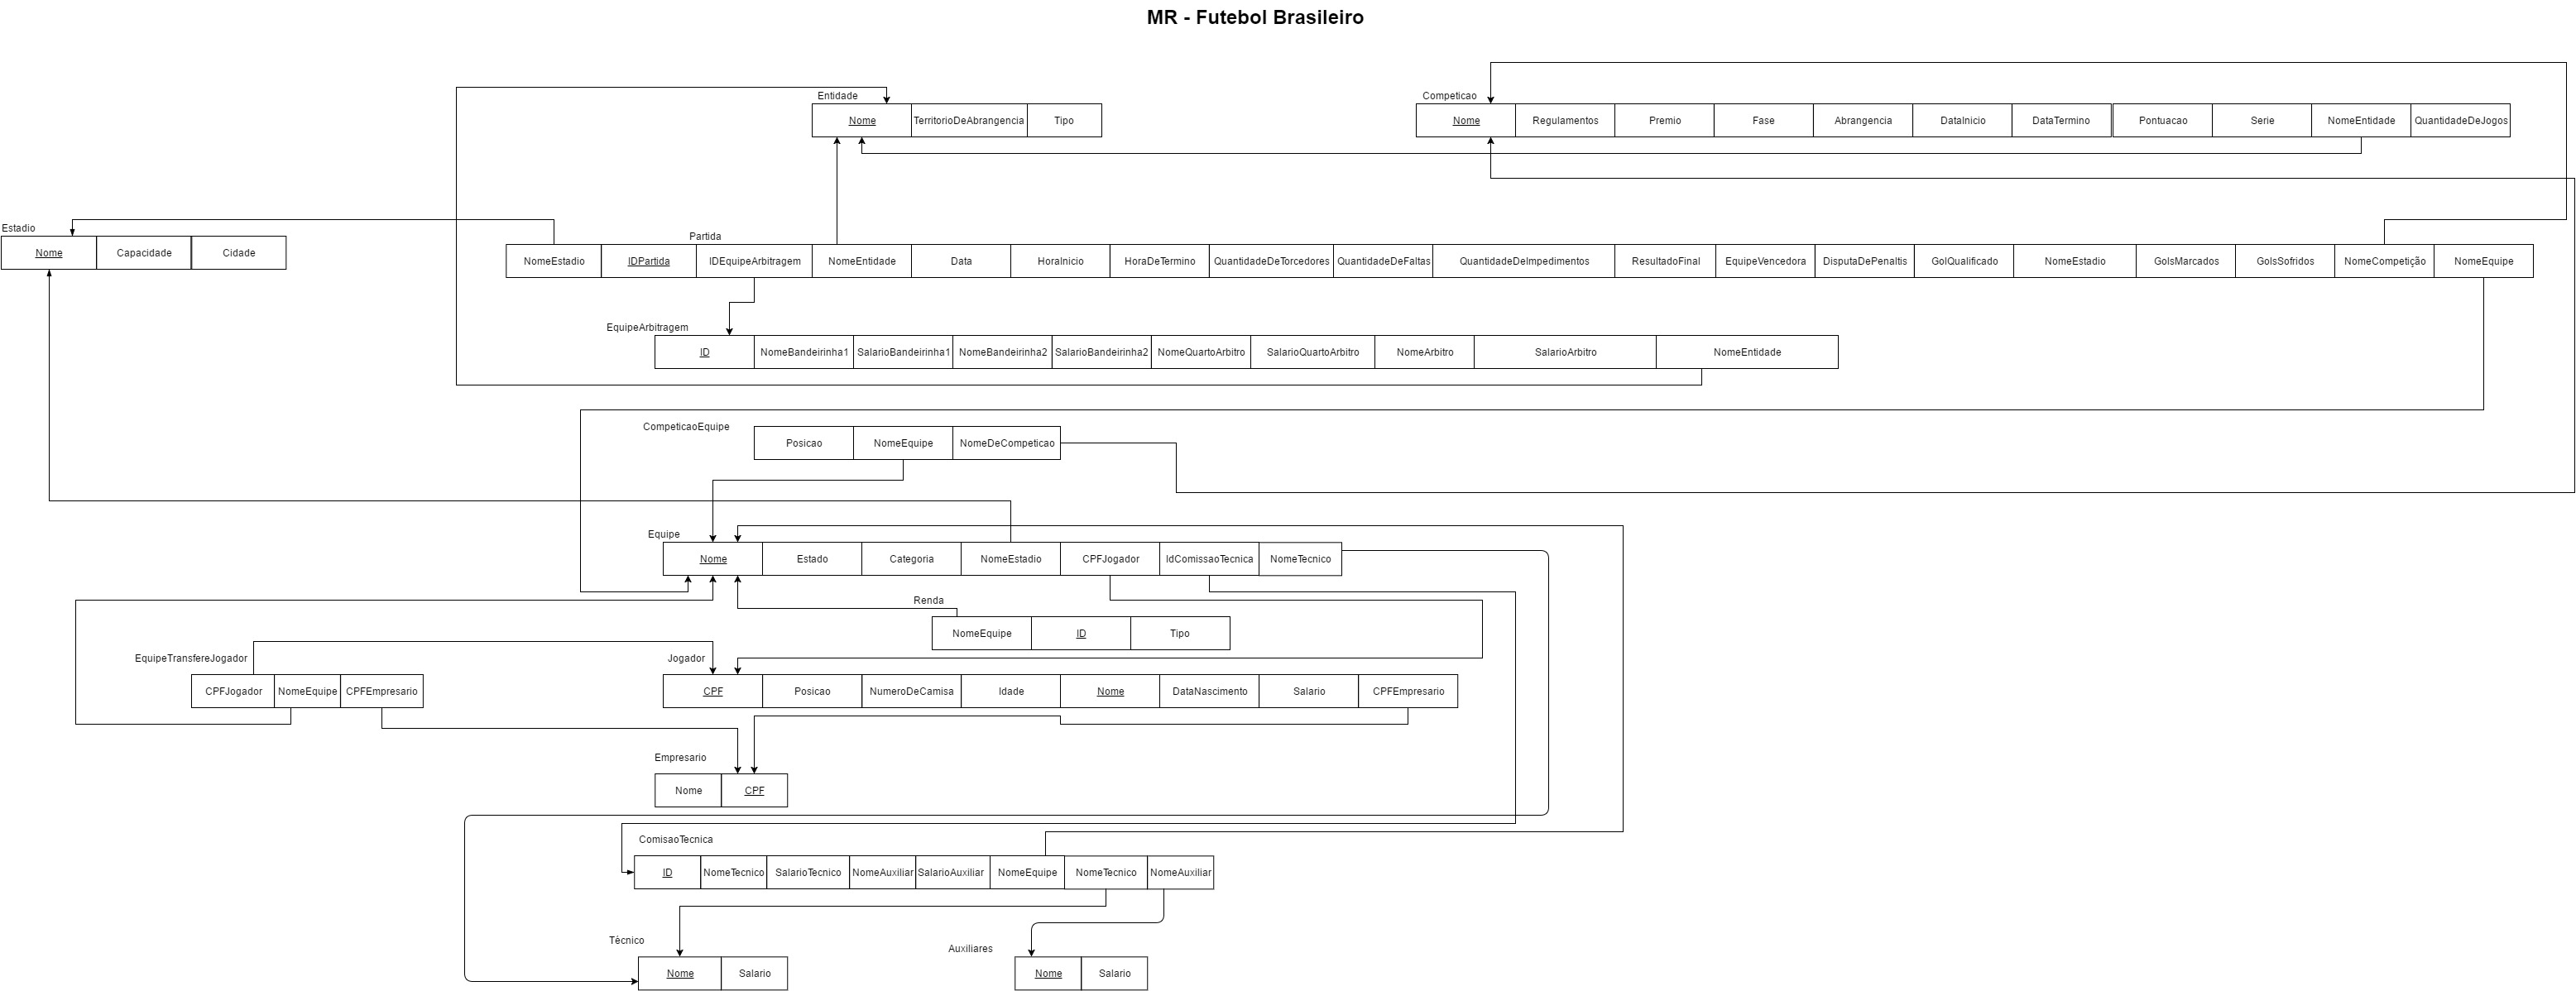 MR - Futebol Brasileiro
Entidade
Nome TerritorioDeAbrangencia Tipo
Competicao
Nome Regulamentos Premio Fase Abrangencia DataInicio DataTermino Pontuacao Serie NomeEntidade QuantidadeDeJogos
Estadio
Nome Capacidade Cidade
Partida
NomeEstadio IDPartida IDEquipeArbitragem NomeEntidade Data HoraInicio HoraDeTermino QuantidadeDeTorcedores QuantidadeDeFaltas QuantidadeDeImpedimentos ResultadoFinal EquipeVencedora DisputaDePenaltis GolQualificado NomeEstadio GolsMarcados GolsSofridos NomeCompetição NomeEquipe
EquipeArbitragem
ID NomeBandeirinha1 SalarioBandeirinha1 NomeBandeirinha2 SalarioBandeirinha2 NomeQuartoArbitro SalarioQuartoArbitro NomeArbitro SalarioArbitro NomeEntidade
CompeticaoEquipe
Posicao NomeEquipe NomeDeCompeticao
Equipe
Nome Estado Categoria NomeEstadio CPFJogador IdComissaoTecnica NomeTecnico
Renda
NomeEquipe ID Tipo
EquipeTransfereJogador
CPFJogador NomeEquipe CPFEmpresario
Jogador
CPF Posicao NumeroDeCamisa Idade Nome DataNascimento Salario CPFEmpresario
Empresario
Nome CPF
ComisaoTecnica
ID NomeTecnico SalarioTecnico NomeAuxiliar SalarioAuxiliar NomeEquipe NomeTecnico NomeAuxiliar
Técnico
Nome Salario
Auxiliares
Nome Salario